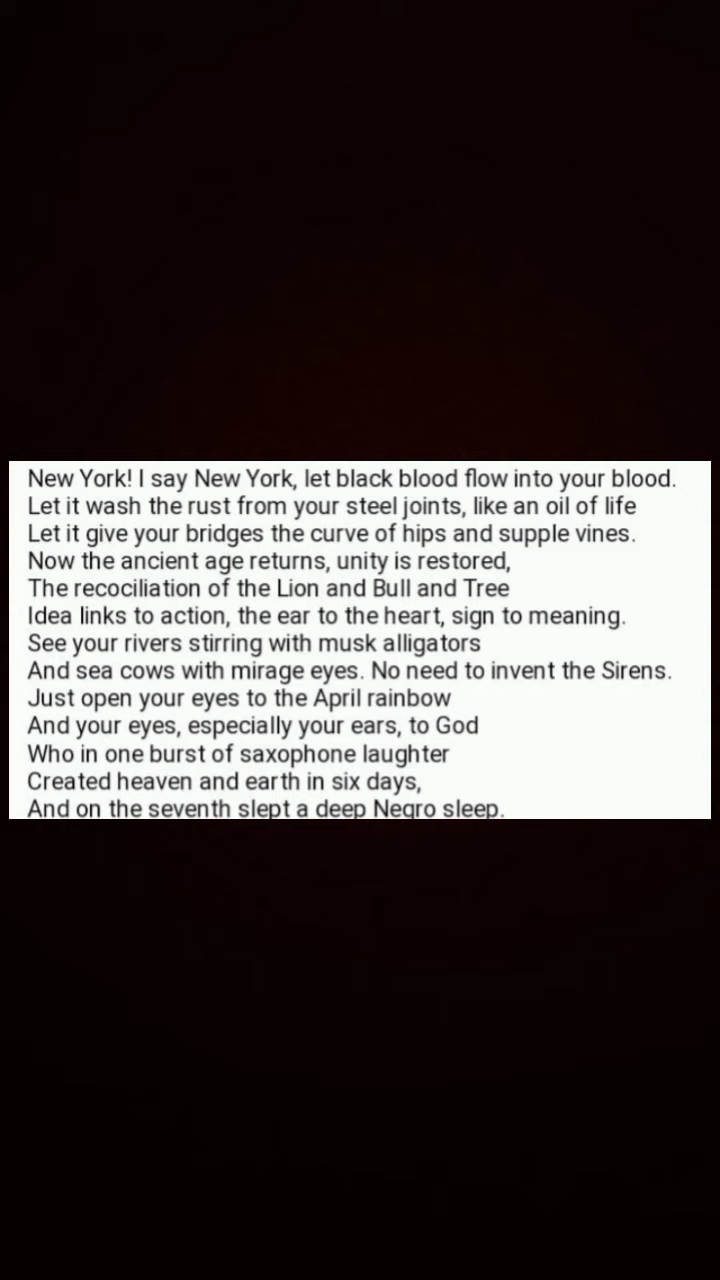 New York! I say New York, let black blood flow into your blood.
Let it wash the rust from your steel joints, like an oil of life
Let it give your bridges the curve of hips and supple vines.
Now the ancient age returns, unity is restored,
The recociliation of the Lion and Bull and Tree
Idea links to action, the ear to the heart, sign to meaning.
See your rivers stirring with musk alligators
And sea cows with mirage eyes. No need to invent the Sirens.
Just open your eyes to the April rainbow
And your eyes, especially your ears, to God
Who in one burst of saxophone laughter
Created heaven and earth in six days,
And on the seventh slept a deep Negro sleep.